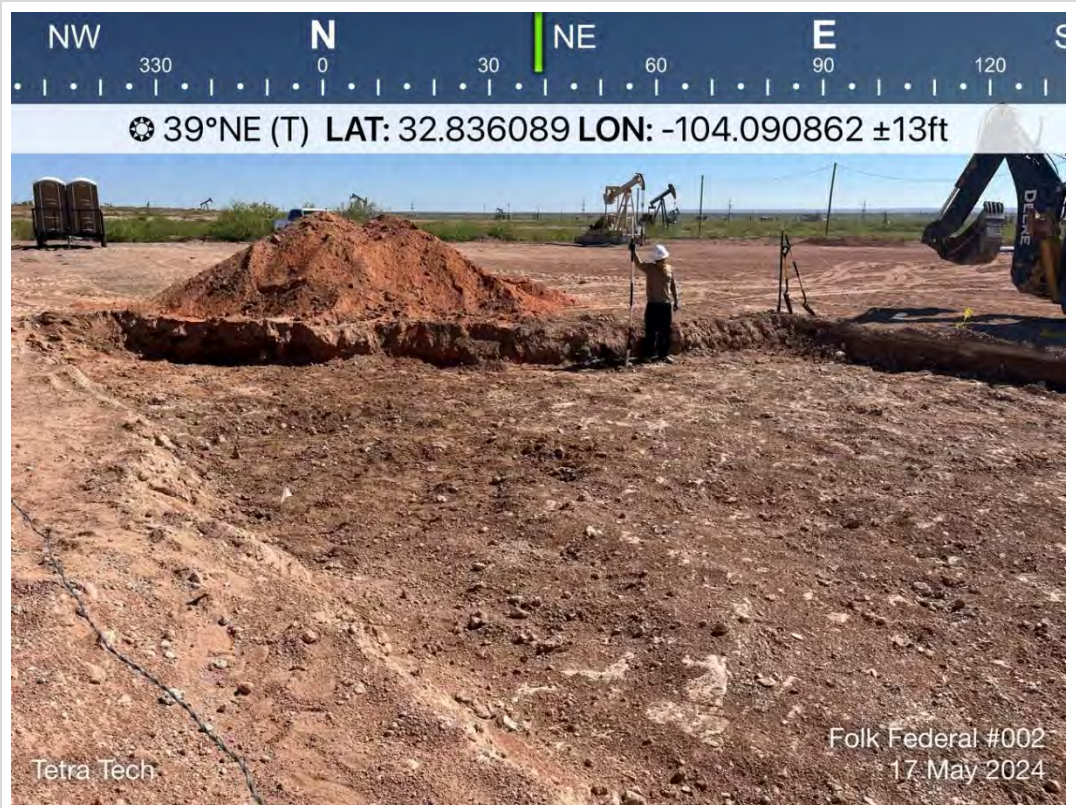 NW N NE E S
330 0 30 60 90 120
39°NE (T) LAT: 32.836089 LON: -104.090862 ±13ft
DEERE
Folk Federal #002
Tetra Tech 17 May 2024